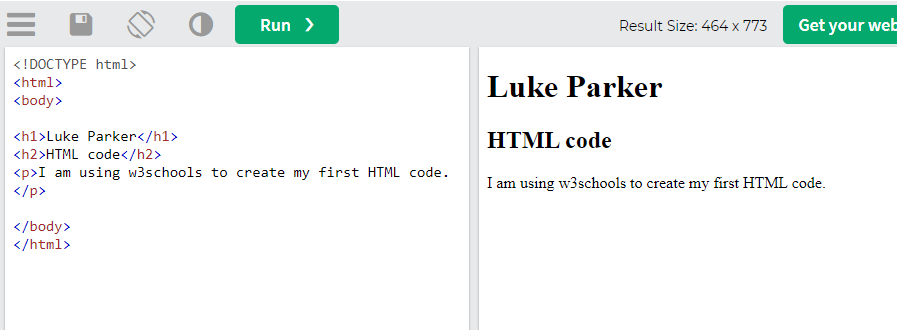 Run ❯
Result Size: 464 x 773
Get your web
<!DOCTYPE html>
<html>
<body>
<h1>Luke Parker</h1>
<h2>HTML code</h2>
<p>I am using w3schools to create my first HTML code.
</p>
</body>
</html>
Luke Parker
HTML code
I am using w3schools to create my first HTML code.